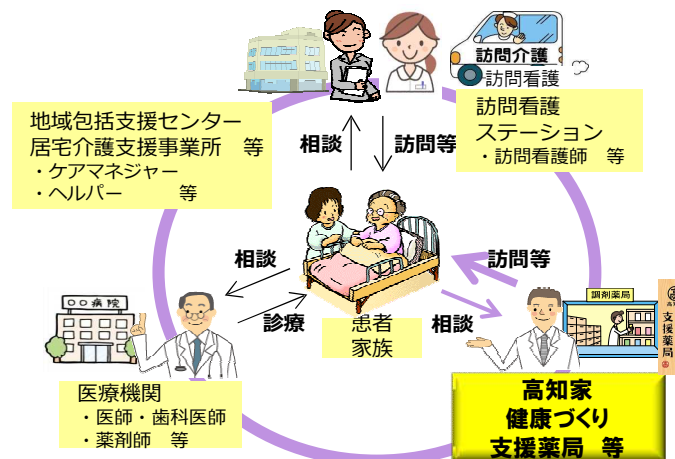 訪問介護
訪問看護
地域包括支援センター
居宅介護支援事業所　等
・ケアマネジャー
・ヘルパー　　　等
訪問看護
ステーション
・訪問看護師　等
相談
訪問等
相談
診療
訪問等
相談
患者
家族
○○病院
調剤薬局
支援薬局
医療機関
・医師・歯科医師
・薬剤師　等
高知家
健康づくり
支援薬局　等